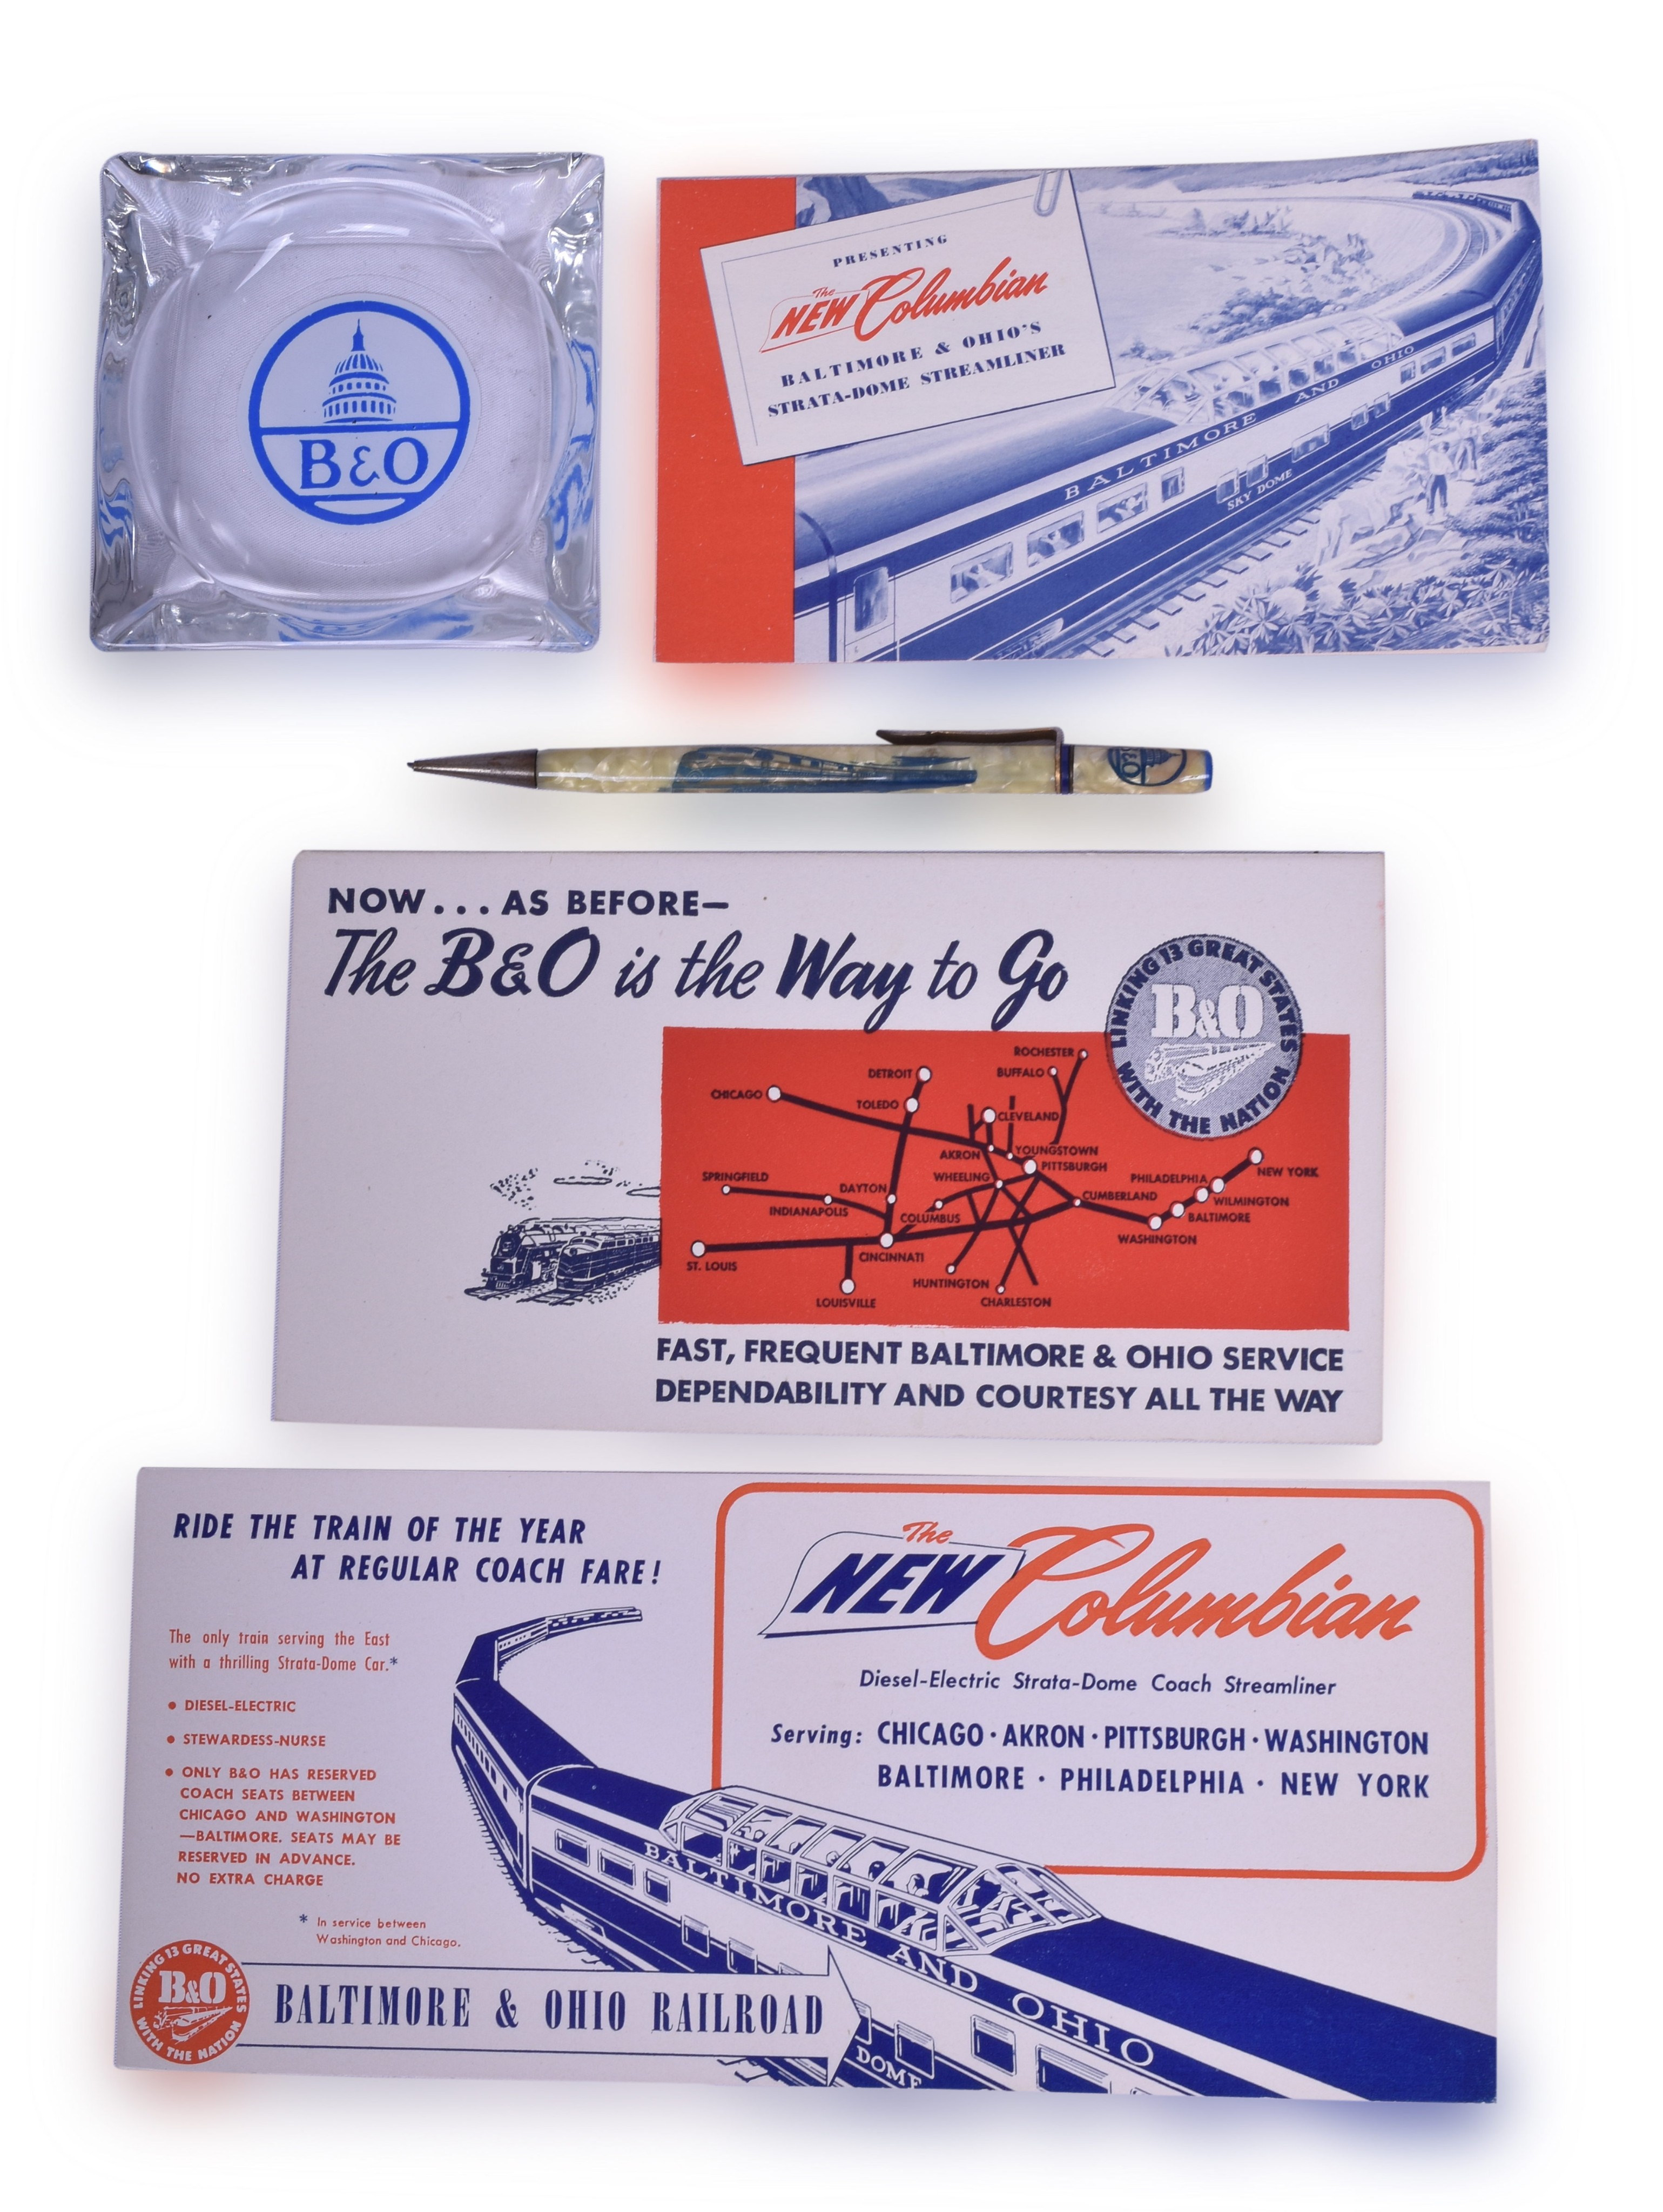 B&O
PRESENTING
The
NEW Columbian
BALTIMORE & OHIO'S
STRATA-DOME STREAMLINER
BALTIMORE AND OHIO
SKY DOME
B&O
NOW...AS BEFORE—
The B&O is the Way to Go
LINKING 13 GREAT STATES
B&O
WITH THE NATION
ROCHESTER
DETROIT
BUFFALO
CHICAGO
TOLEDO
CLEVELAND
AKRON
YOUNGSTOWN
PITTSBURGH
NEW YORK
SPRINGFIELD
WHEELING
PHILADELPHIA
DAYTON
CUMBERLAND
WILMINGTON
INDIANAPOLIS
COLUMBUS
BALTIMORE
WASHINGTON
CINCINNATI
ST. LOUIS
HUNTINGTON
LOUISVILLE
CHARLESTON
FAST, FREQUENT BALTIMORE & OHIO SERVICE
DEPENDABILITY AND COURTESY ALL THE WAY
RIDE THE TRAIN OF THE YEAR
AT REGULAR COACH FARE!
The only train serving the East
with a thrilling Strata-Dome Car.*
• DIESEL-ELECTRIC
• STEWARDESS-NURSE
• ONLY B&O HAS RESERVED
COACH SEATS BETWEEN
CHICAGO AND WASHINGTON
—BALTIMORE. SEATS MAY BE
RESERVED IN ADVANCE.
NO EXTRA CHARGE
* In service between
Washington and Chicago.
The
NEW Columbian
Diesel-Electric Strata-Dome Coach Streamliner
Serving: CHICAGO · AKRON · PITTSBURGH · WASHINGTON
BALTIMORE · PHILADELPHIA · NEW YORK
BALTIMORE AND OHIO
DOME
LINKING 13 GREAT STATES
B&O
WITH THE NATION
BALTIMORE & OHIO RAILROAD